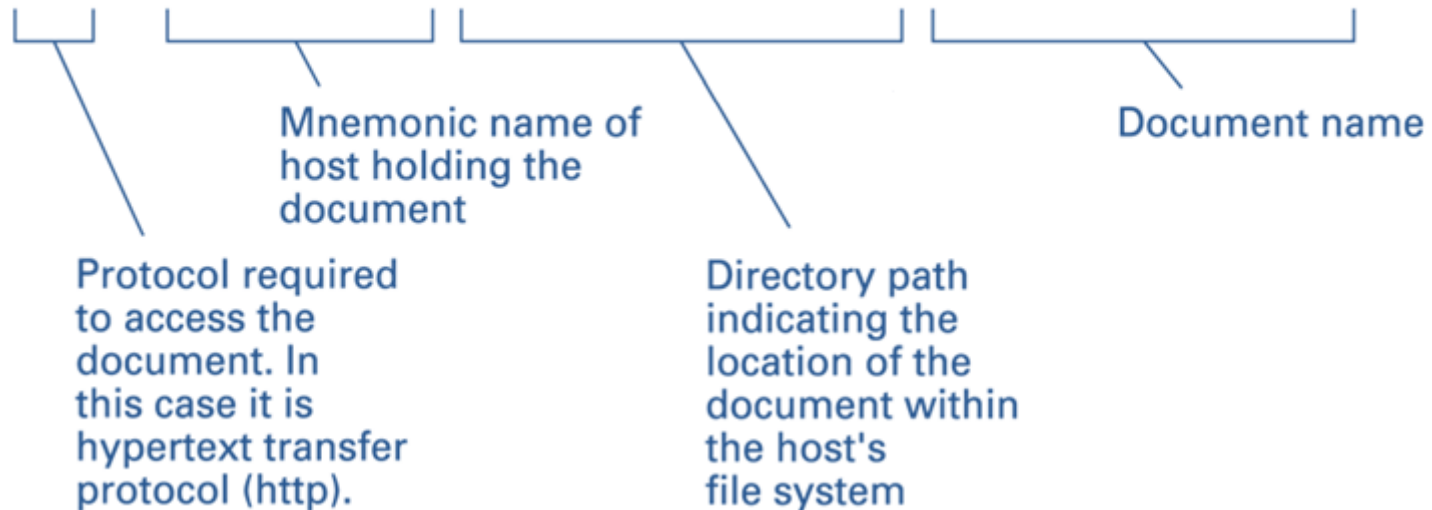 Mnemonic name of
host holding the
document
Document name
Protocol required
to access the
document. In
this case it is
hypertext transfer
protocol (http).
Directory path
indicating the
location of the
document within
the host's
file system